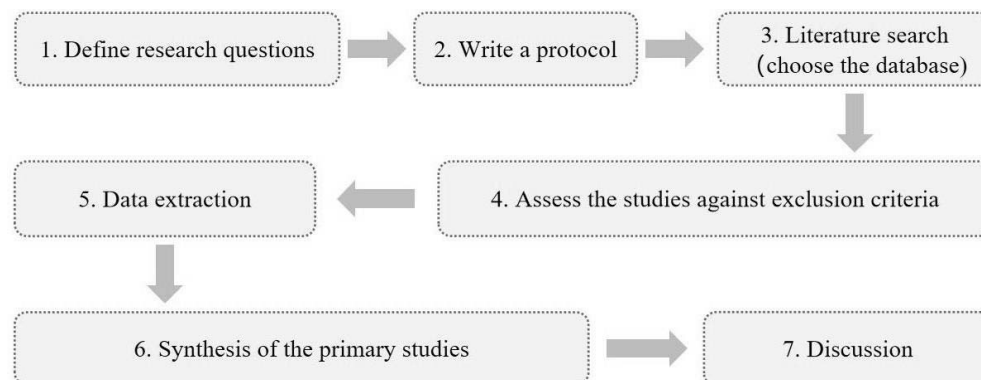 1. Define research questions
2. Write a protocol
3. Literature search
(choose the database)
4. Assess the studies against exclusion criteria
5. Data extraction
6. Synthesis of the primary studies
7. Discussion